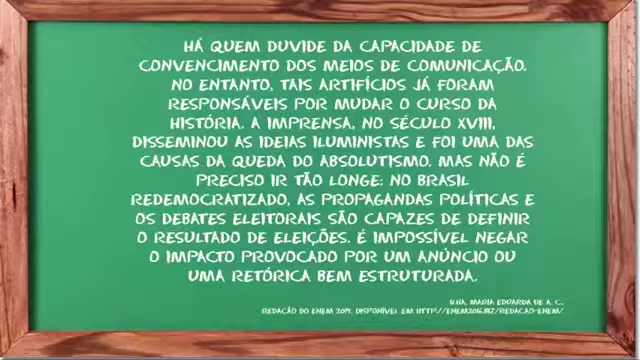 HÁ QUEM DUVIDE DA CAPACIDADE DE
CONVENCIMENTO DOS MEIOS DE COMUNICAÇÃO.
NO ENTANTO, TAIS ARTIFÍCIOS JÁ FORAM
RESPONSÁVEIS POR MUDAR O CURSO DA
HISTÓRIA. A IMPRENSA, NO SÉCULO XVIII,
DISSEMINOU AS IDEIAS ILUMINISTAS E FOI UMA DAS
CAUSAS DA QUEDA DO ABSOLUTISMO. MAS NÃO É
PRECISO IR TÃO LONGE: NO BRASIL
REDEMOCRATIZADO, AS PROPAGANDAS POLÍTICAS E
OS DEBATES ELEITORAIS SÃO CAPAZES DE DEFINIR
O RESULTADO DE ELEIÇÕES. É IMPOSSÍVEL NEGAR
O IMPACTO PROVOCADO POR UM ANÚNCIO OU
UMA RETÓRICA BEM ESTRUTURADA.
ILHA, MARIA EDUARDA DE A. C.
REDAÇÃO DO ENEM 2014. DISPONÍVEL EM HTTP://ENEM2016.BIZ/REDACAO-ENEM/